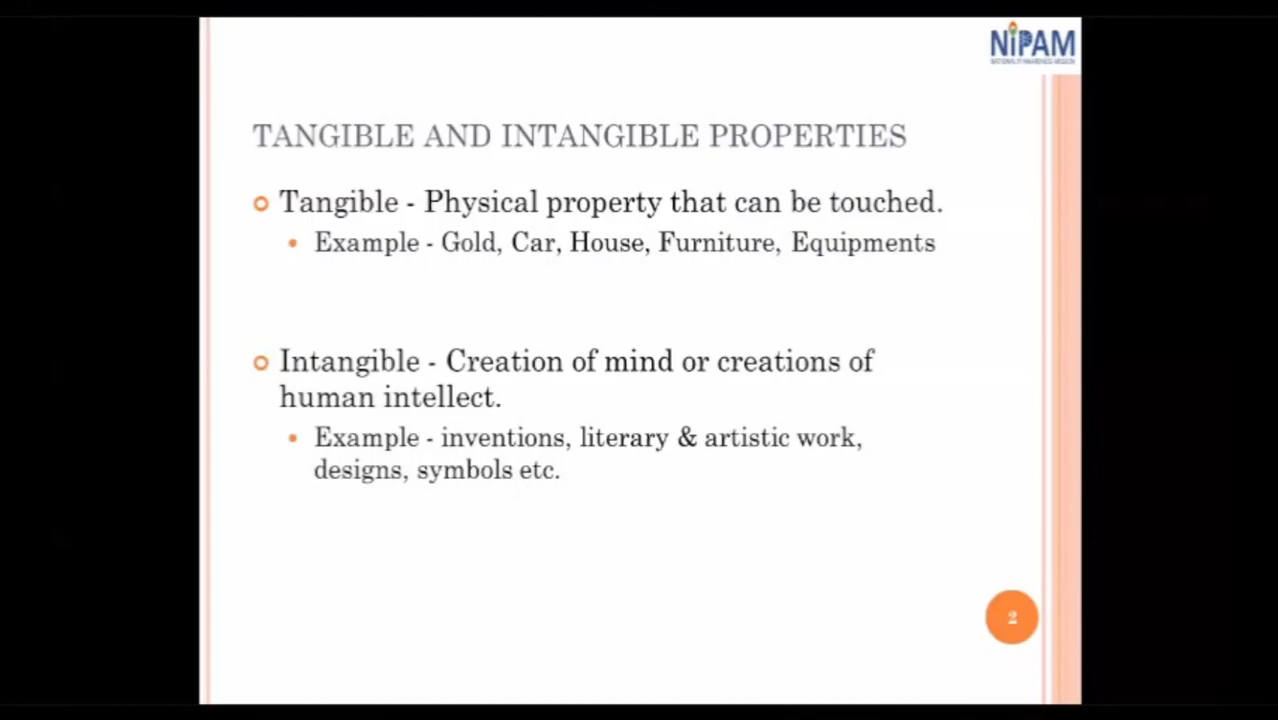 NIPAM
TANGIBLE AND INTANGIBLE PROPERTIES
Tangible - Physical property that can be touched.
Example - Gold, Car, House, Furniture, Equipments
Intangible - Creation of mind or creations of
human intellect.
Example - inventions, literary & artistic work,
designs, symbols etc.
2